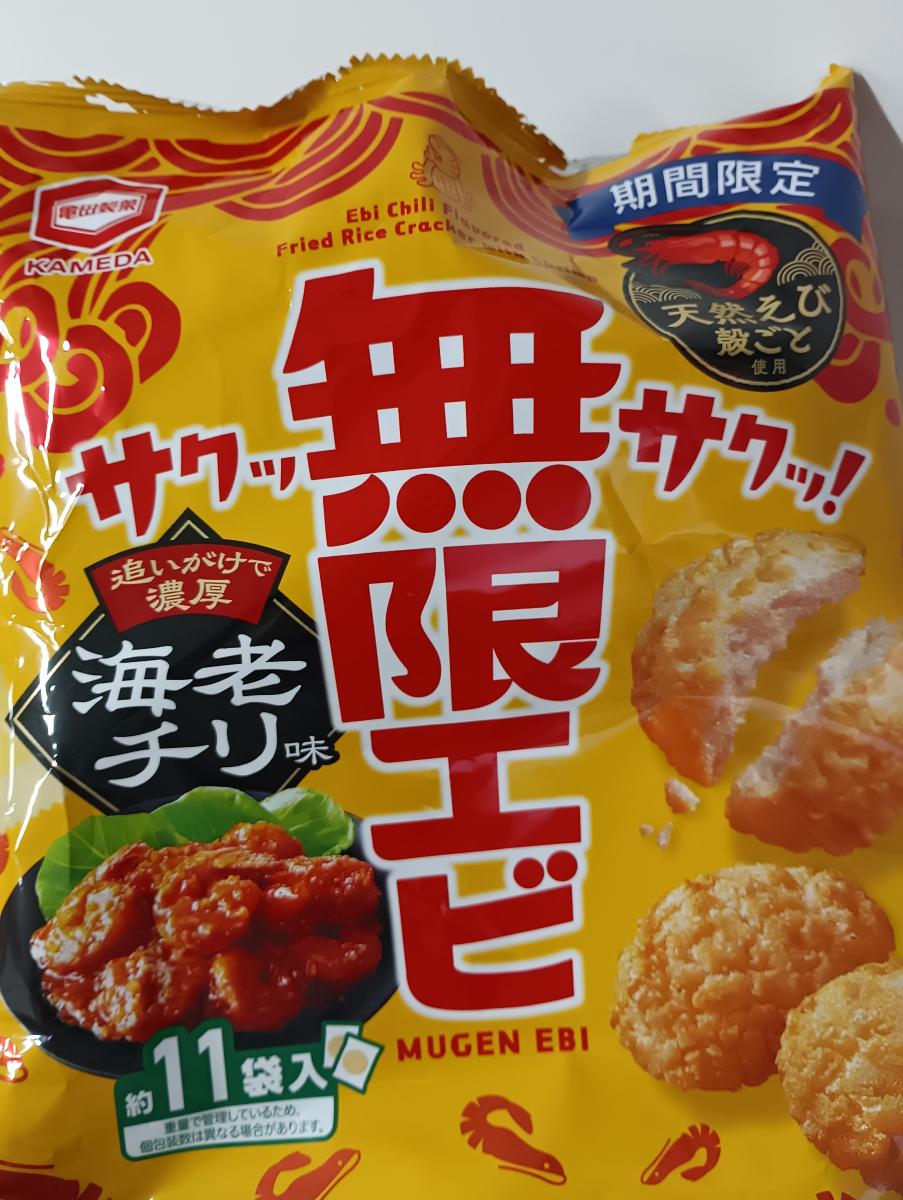 亀田製菓
KAMEDA
Ebi Chili Flavored
Fried Rice Cracker with Shrimp
期間限定
天然えび
殻ごと
使用
サクッ
サクッ!
無限エビ
追いがけで
濃厚
海老
チリ味
MUGEN EBI
約11袋入
重量で管理しているため、
個包装数は異なる場合があります。